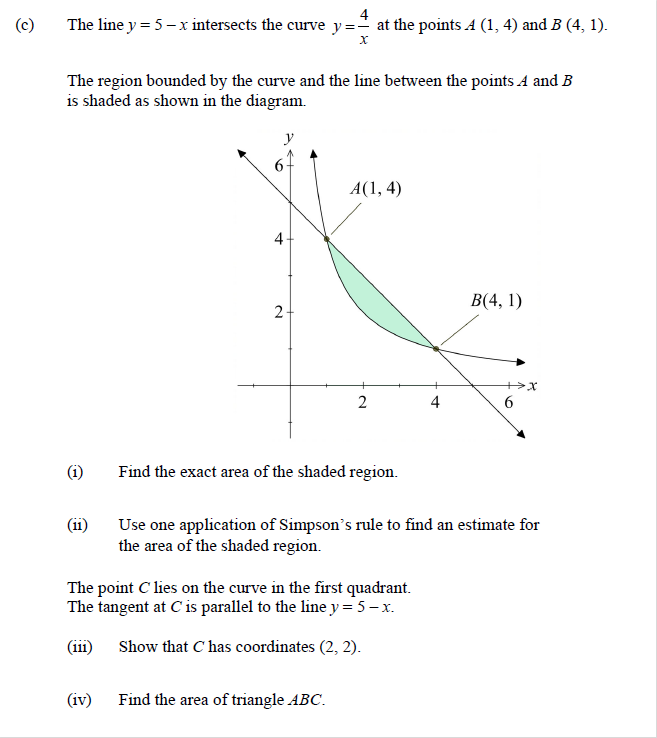 (c) The line y = 5 – x intersects the curve y = 4/x at the points A (1, 4) and B (4, 1).
The region bounded by the curve and the line between the points A and B
is shaded as shown in the diagram.
y
6
A(1, 4)
4
B(4, 1)
2
x
2 4 6
(i) Find the exact area of the shaded region.
(ii) Use one application of Simpson’s rule to find an estimate for
the area of the shaded region.
The point C lies on the curve in the first quadrant.
The tangent at C is parallel to the line y = 5 – x.
(iii) Show that C has coordinates (2, 2).
(iv) Find the area of triangle ABC.